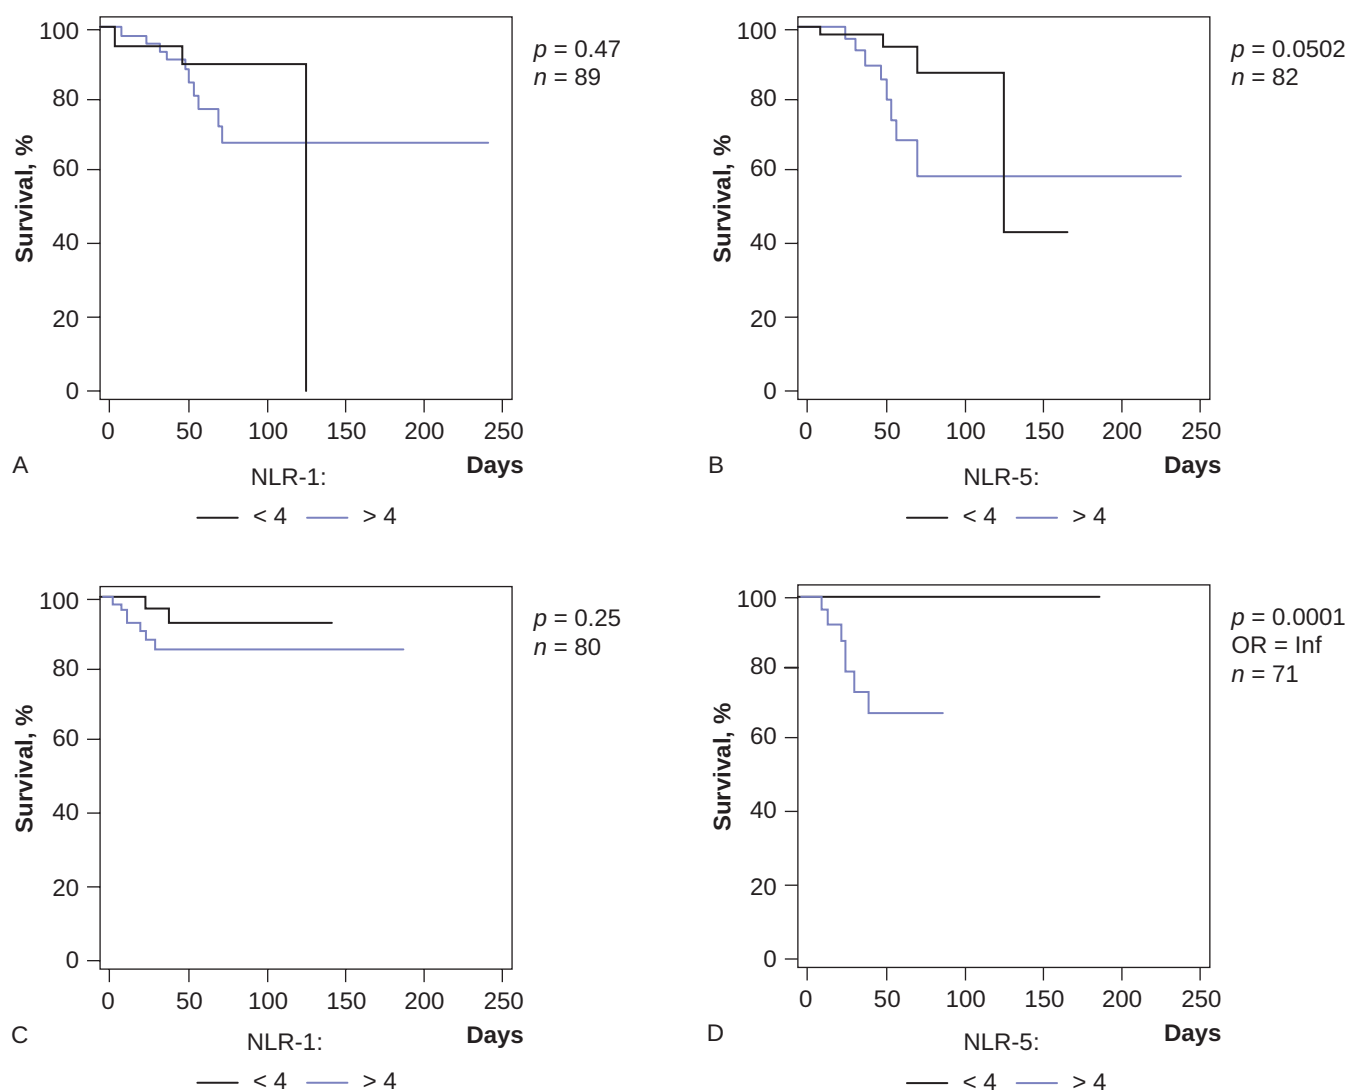 100
80
60
40
20
0
Survival, %
0 50 100 150 200 250
Days
p = 0.47
n = 89
A
NLR-1:
< 4 > 4
100
80
60
40
20
0
Survival, %
0 50 100 150 200 250
Days
p = 0.0502
n = 82
B
NLR-5:
< 4 > 4
100
80
60
40
20
0
Survival, %
0 50 100 150 200 250
Days
p = 0.25
n = 80
C
NLR-1:
< 4 > 4
100
80
60
40
20
0
Survival, %
0 50 100 150 200 250
Days
p = 0.0001
OR = Inf
n = 71
D
NLR-5:
< 4 > 4